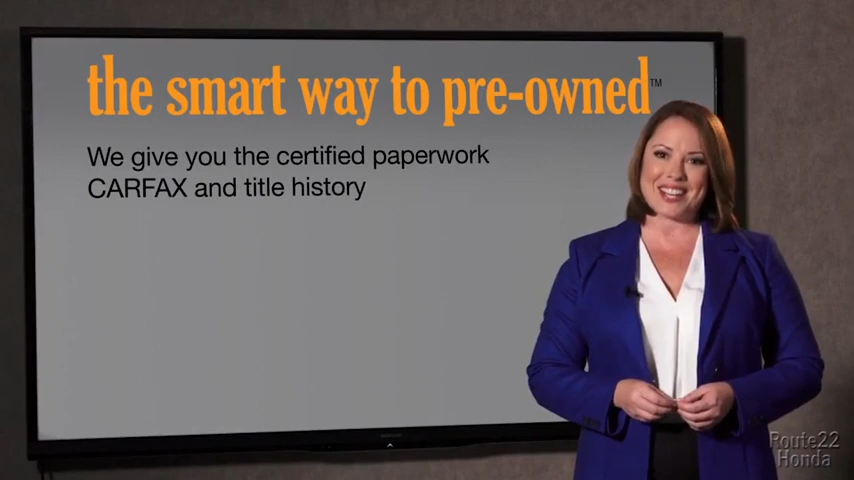 the smart way to pre-owned™
We give you the certified paperwork
CARFAX and title history
Route22
Honda